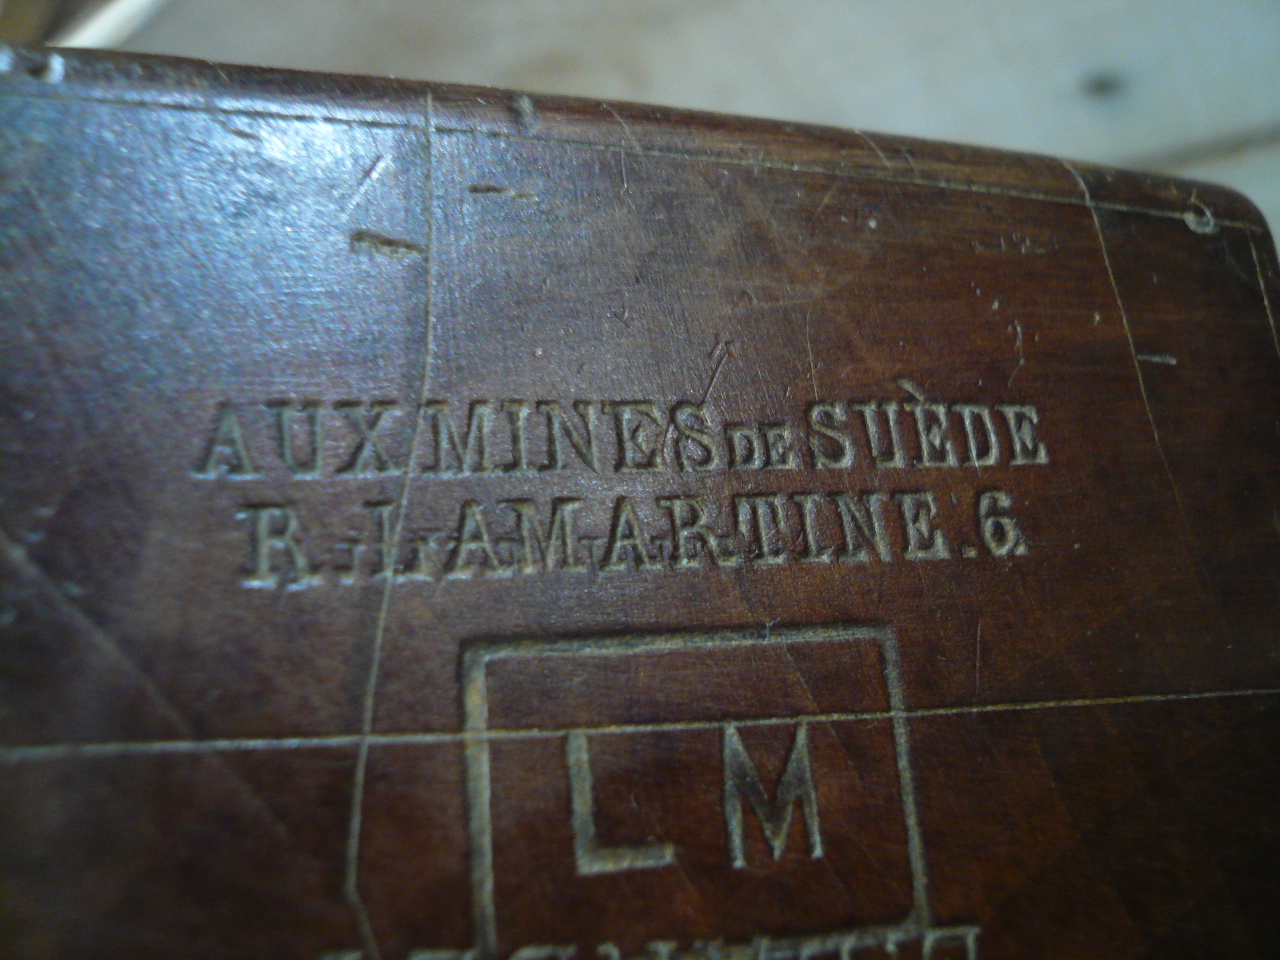 AUX MINES DE SUÈDE
R. LAMARTINE. 6.
LM